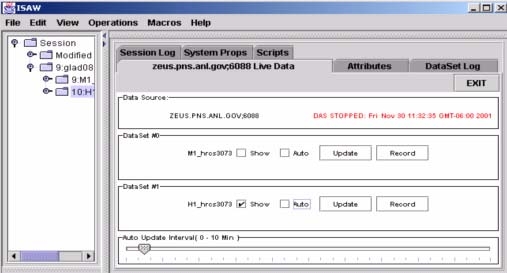 ISAW
File Edit View Operations Macros Help
Session
Modified
9:glad08
9:M1_
10:H1
Session Log System Props Scripts
zeus.pns.anl.gov;6088 Live Data Attributes DataSet Log
EXIT
Data Source:
ZEUS.PNS.ANL.GOV;6088 DAS STOPPED: Fri Nov 30 11:32:35 GMT-06:00 2001
DataSet #0
M1_hrcs3073 Show Auto Update Record
DataSet #1
H1_hrcs3073 Show Auto Update Record
Auto Update Interval( 0 - 10 Min )